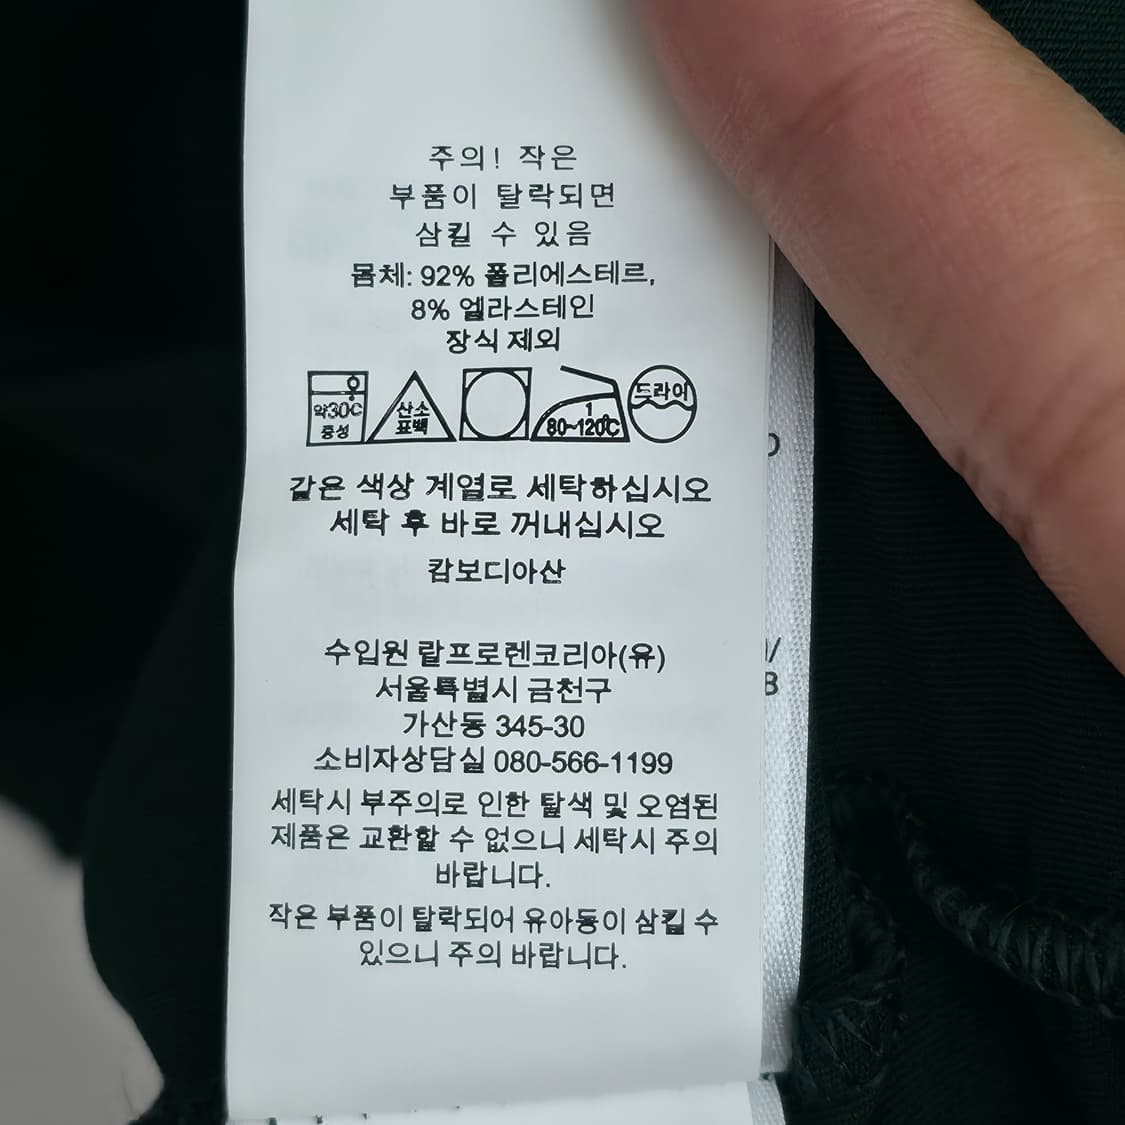 주의! 작은
부품이 탈락되면
삼킬 수 있음
몸체: 92% 폴리에스테르,
8% 엘라스테인
장식 제외
약30℃
중성
산소
표백
1
80~120℃
드라이
같은 색상 계열로 세탁하십시오
세탁 후 바로 꺼내십시오
캄보디아산
수입원 랄프로렌코리아(유)
서울특별시 금천구
가산동 345-30
소비자상담실 080-566-1199
세탁시 부주의로 인한 탈색 및 오염된
제품은 교환할 수 없으니 세탁시 주의
바랍니다.
작은 부품이 탈락되어 유아동이 삼킬 수
있으니 주의 바랍니다.